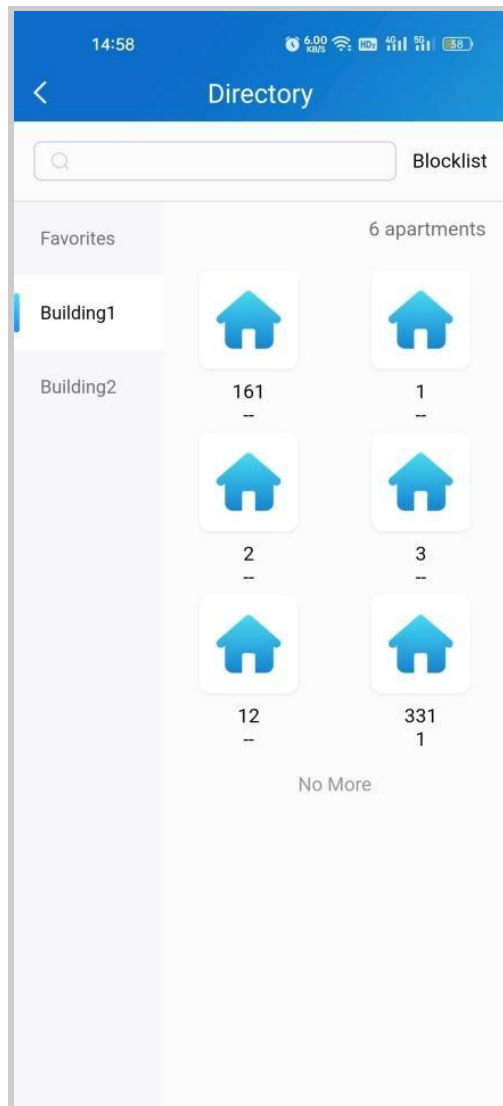 14:58 6.00 KB/S HD2 4G 5G 38
Directory
Blocklist
Favorites
6 apartments
Building1
161 1
-- --
Building2
2 3
-- --
12 331
-- 1
No More